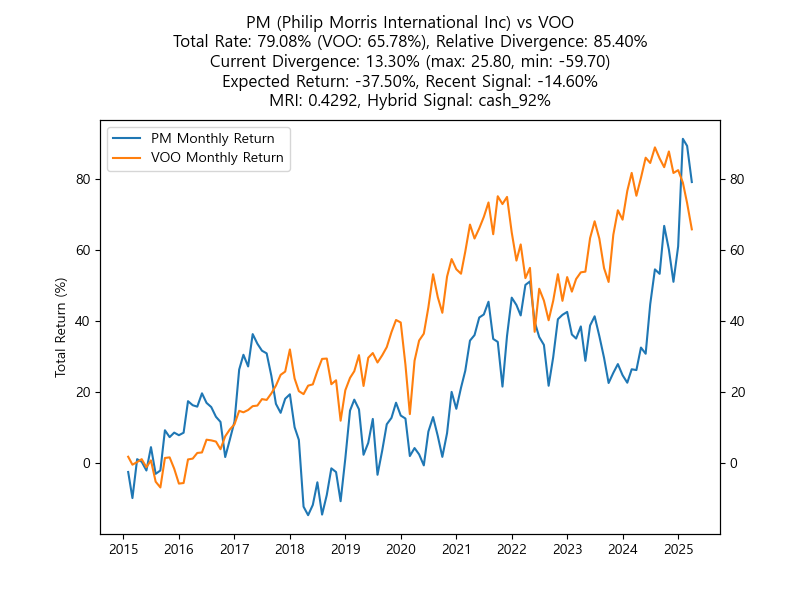 PM (Philip Morris International Inc) vs VOO
Total Rate: 79.08% (VOO: 65.78%), Relative Divergence: 85.40%
Current Divergence: 13.30% (max: 25.80, min: -59.70)
Expected Return: -37.50%, Recent Signal: -14.60%
MRI: 0.4292, Hybrid Signal: cash_92%
PM Monthly Return
VOO Monthly Return
Total Return (%)
80
60
40
20
0
80
60
40
20
0
2015 2016 2017 2018 2019 2020 2021 2022 2023 2024 2025